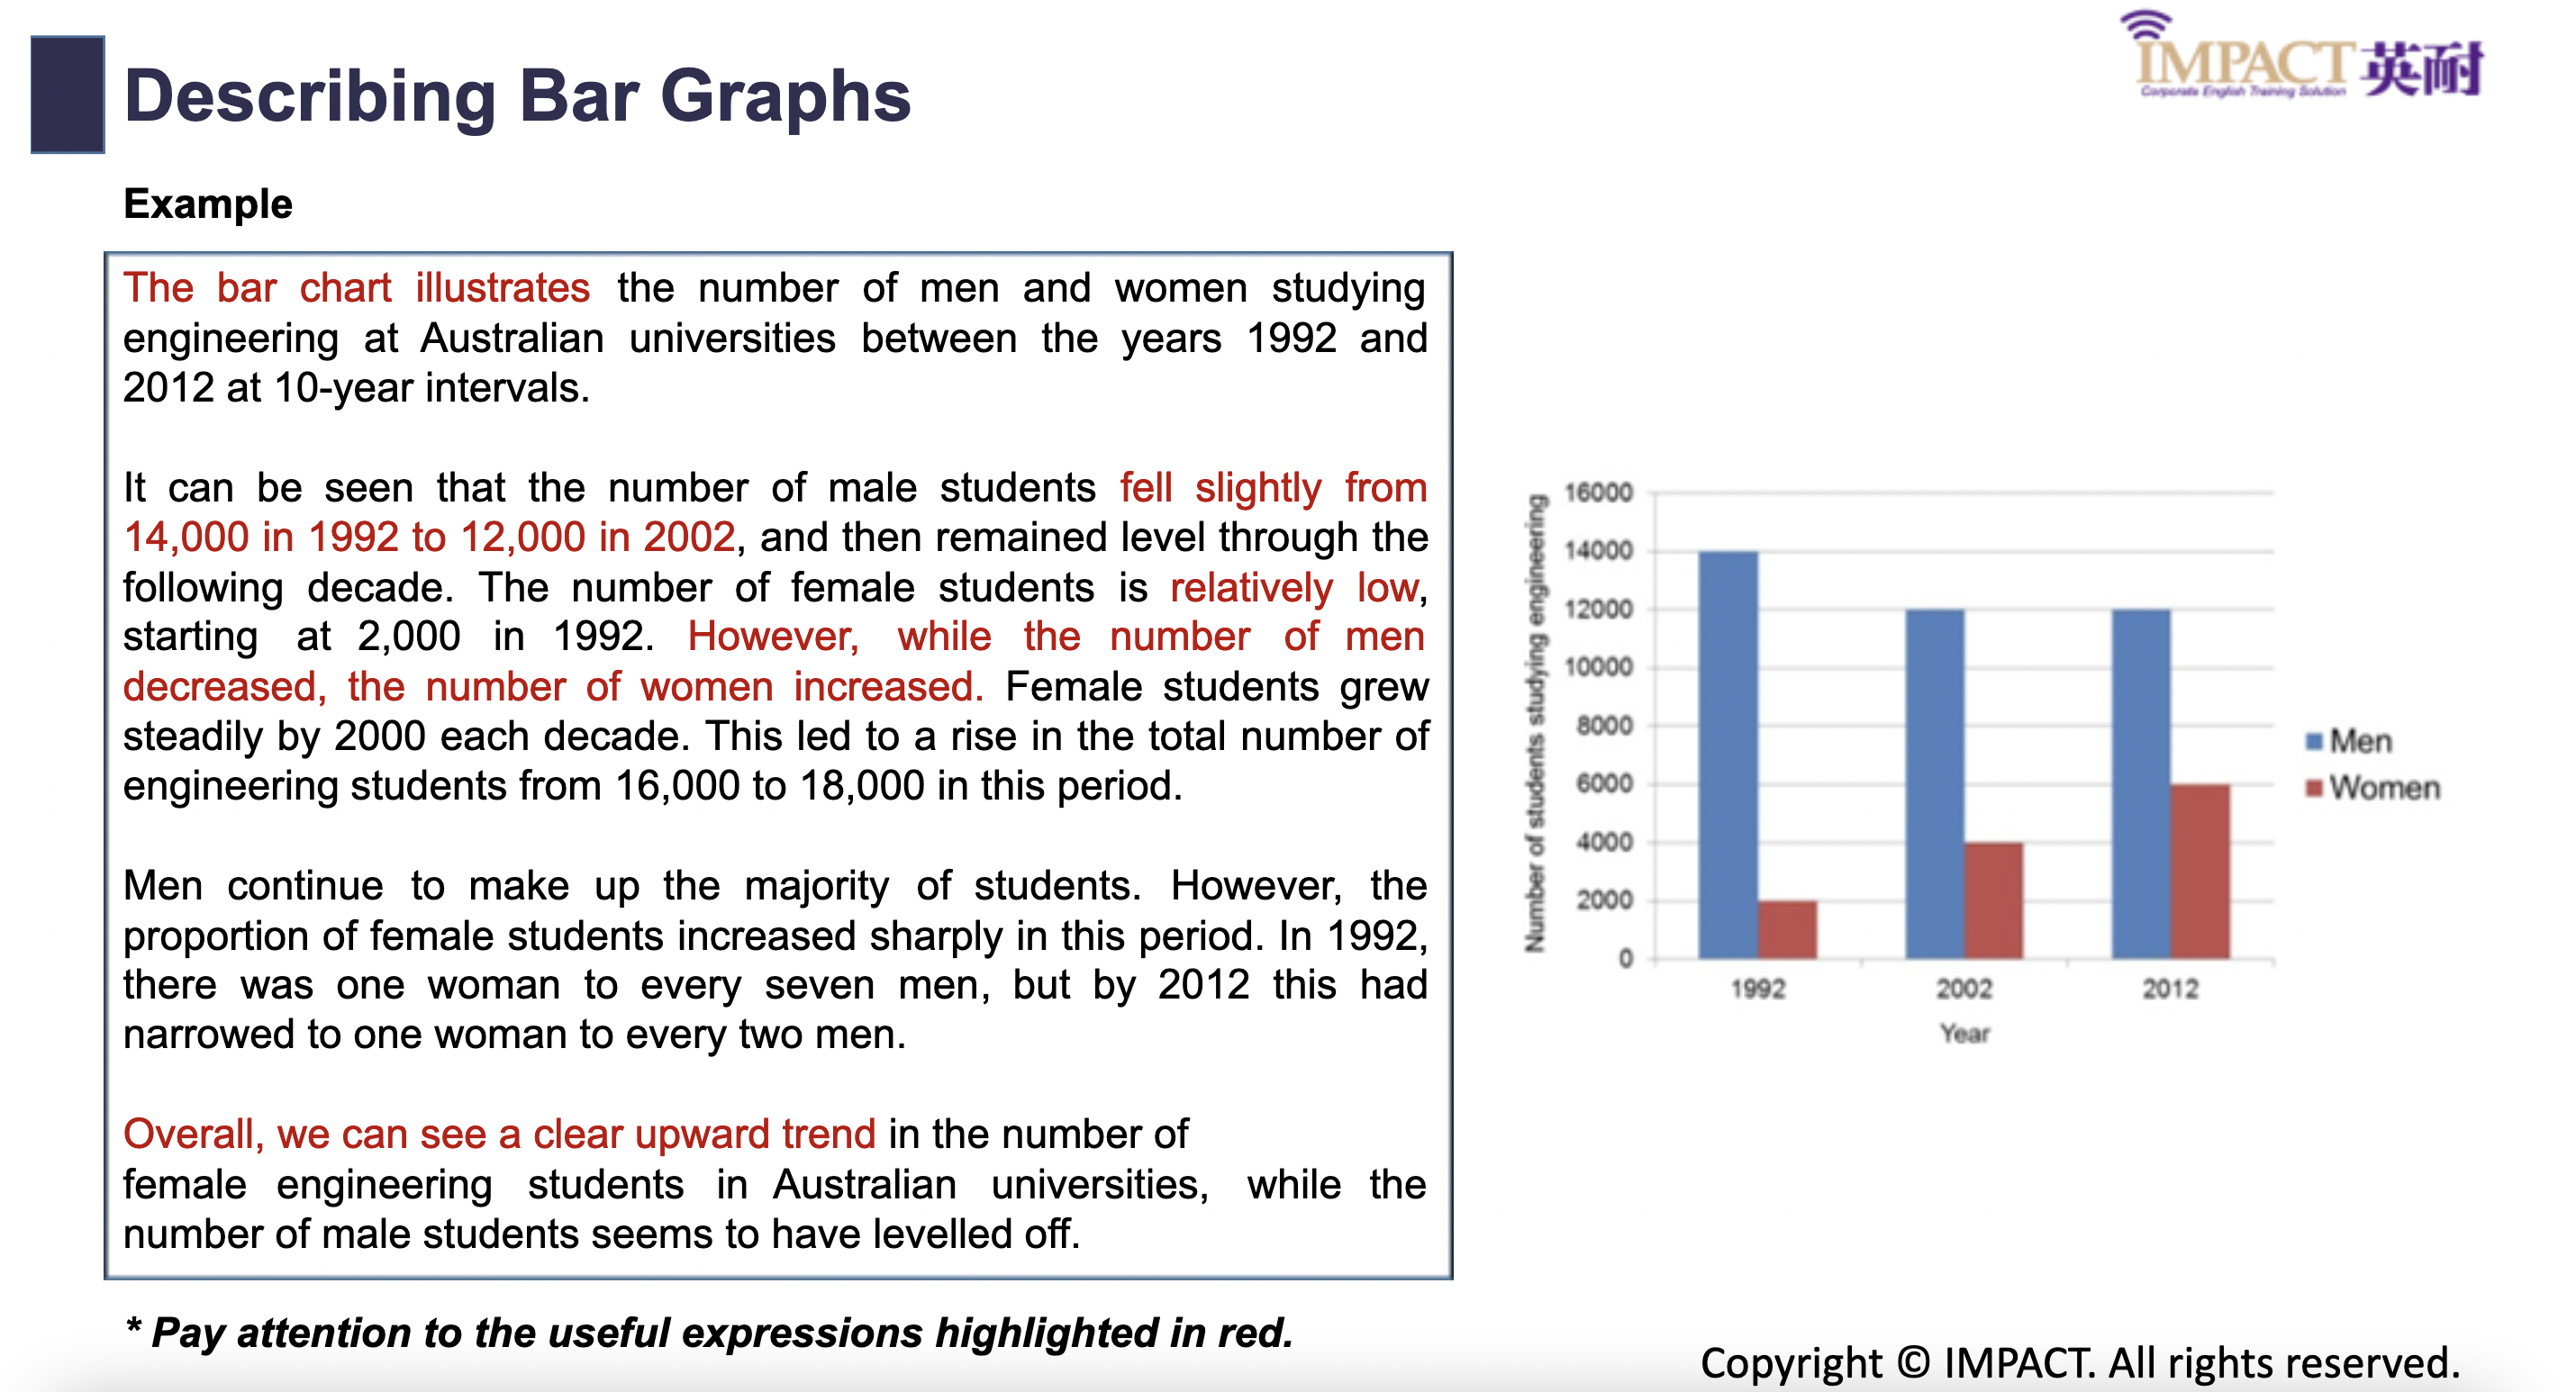 IMPACT英耐
Corporate English Training Solution
Describing Bar Graphs
Example
The bar chart illustrates the number of men and women studying
engineering at Australian universities between the years 1992 and
2012 at 10-year intervals.
It can be seen that the number of male students fell slightly from
14,000 in 1992 to 12,000 in 2002, and then remained level through the
following decade. The number of female students is relatively low,
starting at 2,000 in 1992. However, while the number of men
decreased, the number of women increased. Female students grew
steadily by 2000 each decade. This led to a rise in the total number of
engineering students from 16,000 to 18,000 in this period.
Men continue to make up the majority of students. However, the
proportion of female students increased sharply in this period. In 1992,
there was one woman to every seven men, but by 2012 this had
narrowed to one woman to every two men.
Overall, we can see a clear upward trend in the number of
female engineering students in Australian universities, while the
number of male students seems to have levelled off.
* Pay attention to the useful expressions highlighted in red.
Number of students studying engineering
16000
14000
12000
10000
8000
6000
4000
2000
0
1992 2002 2012
Year
Men
Women
Copyright © IMPACT. All rights reserved.